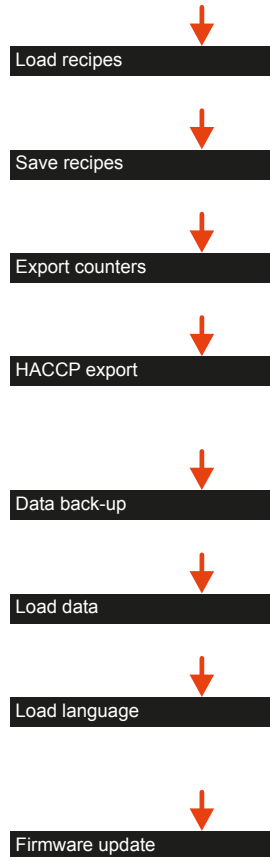 Load recipes
Save recipes
Export counters
HACCP export
Data back-up
Load data
Load language
Firmware update